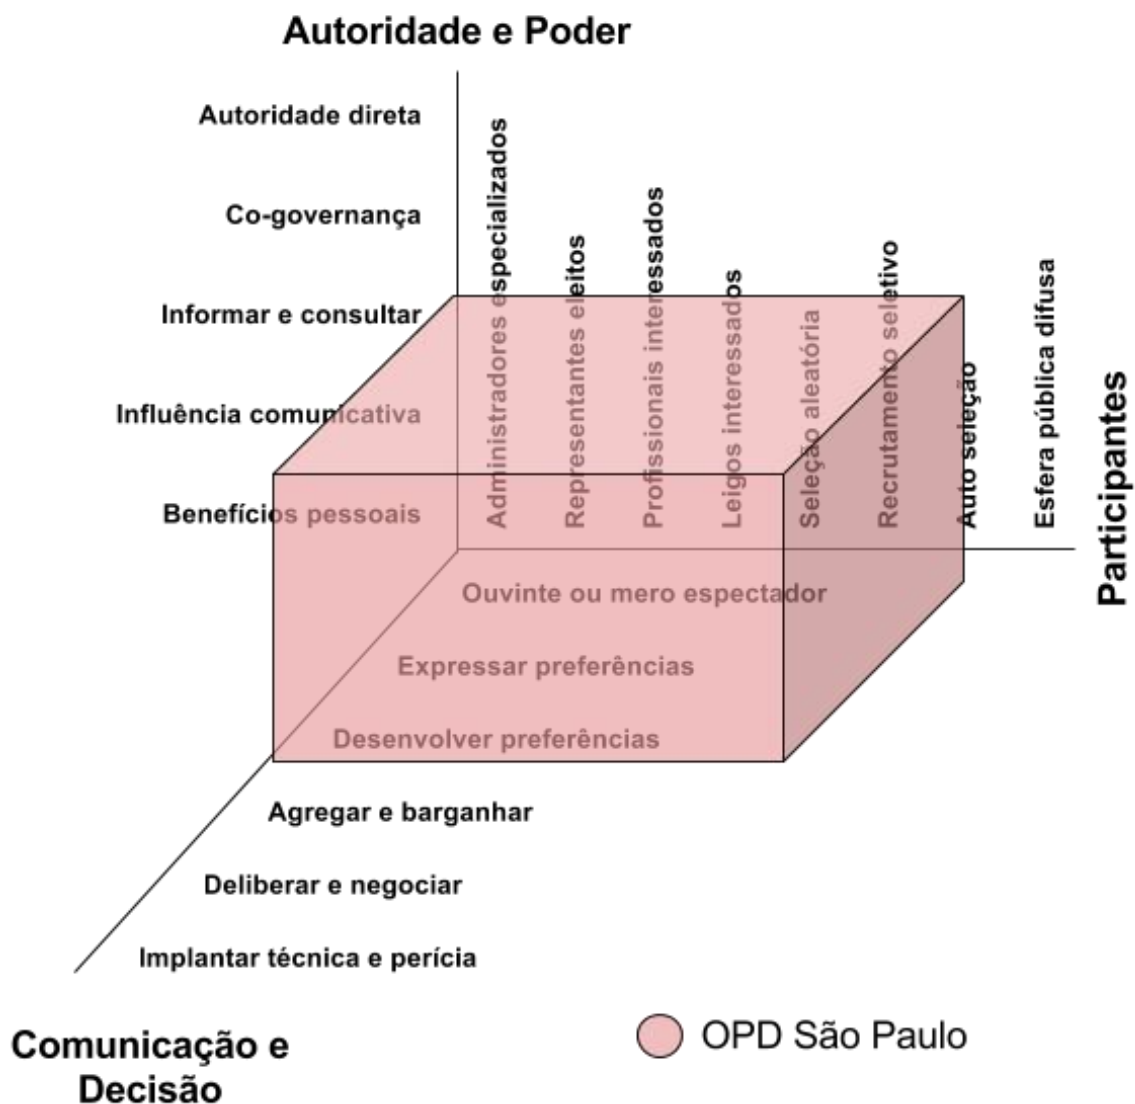 Autoridade e Poder
Autoridade direta
Co-governança
Informar e consultar
Influência comunicativa
Benefícios pessoais
Administradores especializados
Representantes eleitos
Profissionais interessados
Leigos interessados
Seleção aleatória
Recrutamento seletivo
Auto seleção
Esfera pública difusa
Participantes
Ouvinte ou mero espectador
Expressar preferências
Desenvolver preferências
Agregar e barganhar
Deliberar e negociar
Implantar técnica e perícia
Comunicação e
Decisão
OPD São Paulo